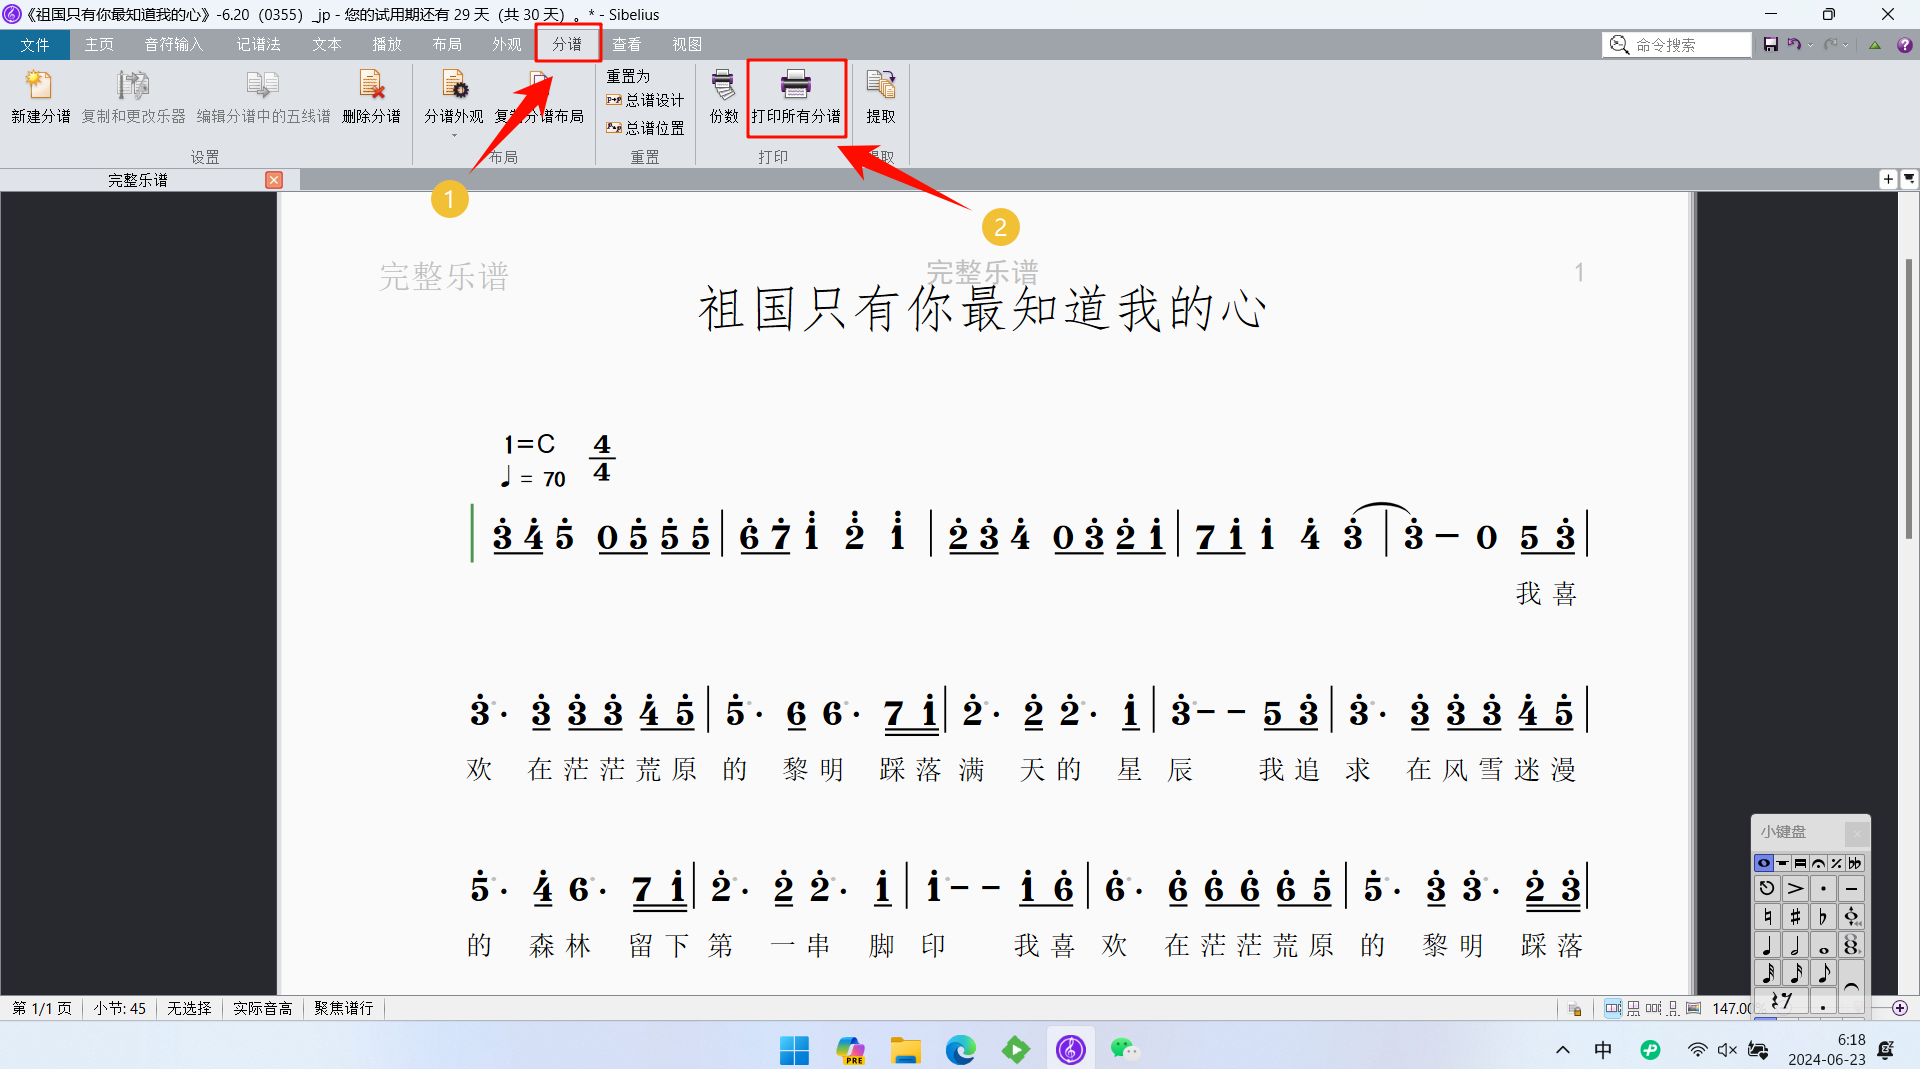 《祖国只有你最知道我的心》-6.20（0355）_jp - 您的试用期还有 29 天（共 30 天）。* - Sibelius
文件 主页 音符输入 记谱法 文本 播放 布局 外观 分谱 查看 视图 命令搜索
重置为
总谱设计
新建分谱 复制和更改乐器 编辑分谱中的五线谱 删除分谱 分谱外观 复制分谱布局 份数 打印所有分谱 提取
总谱位置
设置 布局 重置 打印 提取
完整乐谱
1
2
完整乐谱 完整乐谱 1
祖国只有你最知道我的心
1=C 4
4
♩ = 70
3 4 5 0 5 5 5 | 6 7 1 2 1 | 2 3 4 0 3 2 1 | 7 1 1 4 3 | 3 – 0 5 3 |
我 喜
3 · 3 3 3 4 5 | 5 · 6 6 · 7 1 | 2 · 2 2 · 1 | 3 – – 5 3 | 3 · 3 3 3 4 5 |
欢 在 茫 茫 荒 原 的 黎 明 踩 落 满 天 的 星 辰 我 追 求 在 风 雪 迷 漫
5 · 4 6 · 7 1 | 2 · 2 2 · 1 | 1 – – 1 6 | 6 · 6 6 6 6 5 | 5 · 3 3 · 2 3 |
的 森 林 留 下 第 一 串 脚 印 我 喜 欢 在 茫 茫 荒 原 的 黎 明 踩 落
小键盘
第 1/1 页 小节: 45 无选择 实际音高 聚焦谱行 147.00
PRE
中
6:18
2024-06-23